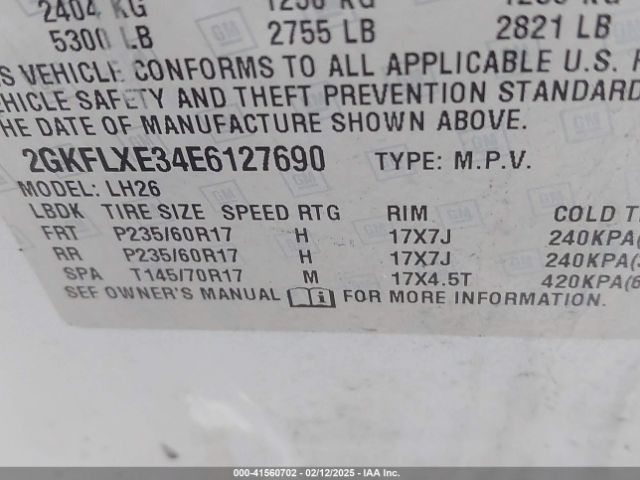 2404 KG
5300 LB 2755 LB 2821 LB
S VEHICLE CONFORMS TO ALL APPLICABLE U.S.
HICLE SAFETY AND THEFT PREVENTION STANDARD
HE DATE OF MANUFACTURE SHOWN ABOVE.
2GKFLXE34E6127690 TYPE: M.P.V.
MODEL: LH26
LBDK TIRE SIZE SPEED RTG RIM COLD T
FRT P235/60R17 H 17X7J 240KPA(
RR P235/60R17 H 17X7J 240KPA(
SPA T145/70R17 M 17X4.5T 420KPA(6
SEE OWNER'S MANUAL FOR MORE INFORMATION.
000-41560702 - 02/12/2025 - IAA Inc.